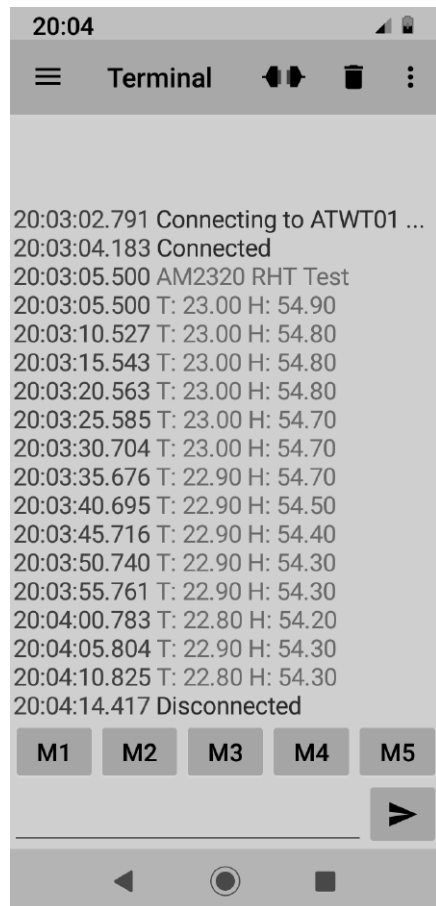 20:04
Terminal
20:03:02.791 Connecting to ATWT01 ...
20:03:04.183 Connected
20:03:05.500 AM2320 RHT Test
20:03:05.500 T: 23.00 H: 54.90
20:03:10.527 T: 23.00 H: 54.80
20:03:15.543 T: 23.00 H: 54.80
20:03:20.563 T: 23.00 H: 54.80
20:03:25.585 T: 23.00 H: 54.70
20:03:30.704 T: 23.00 H: 54.70
20:03:35.676 T: 22.90 H: 54.70
20:03:40.695 T: 22.90 H: 54.50
20:03:45.716 T: 22.90 H: 54.40
20:03:50.740 T: 22.90 H: 54.30
20:03:55.761 T: 22.90 H: 54.30
20:04:00.783 T: 22.80 H: 54.20
20:04:05.804 T: 22.90 H: 54.30
20:04:10.825 T: 22.80 H: 54.30
20:04:14.417 Disconnected
M1 M2 M3 M4 M5